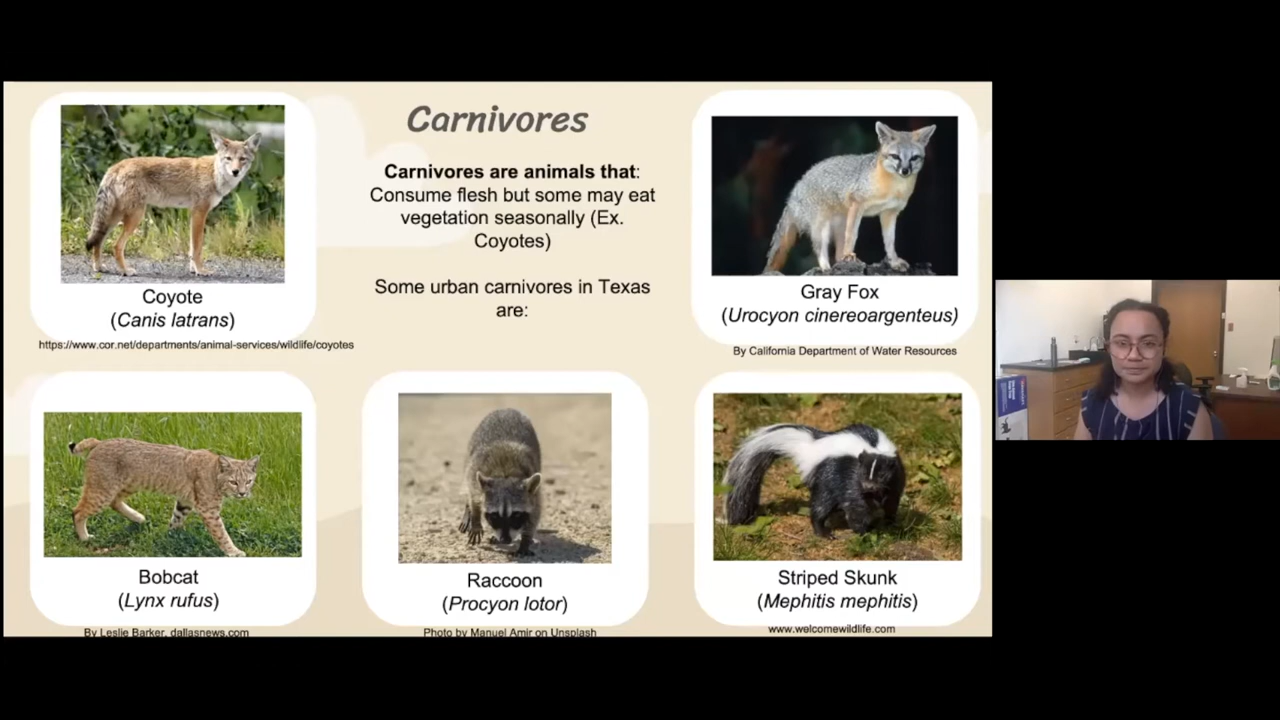 Carnivores
Carnivores are animals that:
Consume flesh but some may eat
vegetation seasonally (Ex.
Coyotes)
Some urban carnivores in Texas
are:
Coyote
(Canis latrans)
https://www.cor.net/departments/animal-services/wildlife/coyotes
Gray Fox
(Urocyon cinereoargenteus)
By California Department of Water Resources
Bobcat
(Lynx rufus)
By Leslie Barker, dallasnews.com
Raccoon
(Procyon lotor)
Photo by Manuel Amir on Unsplash
Striped Skunk
(Mephitis mephitis)
www.welcomewildlife.com